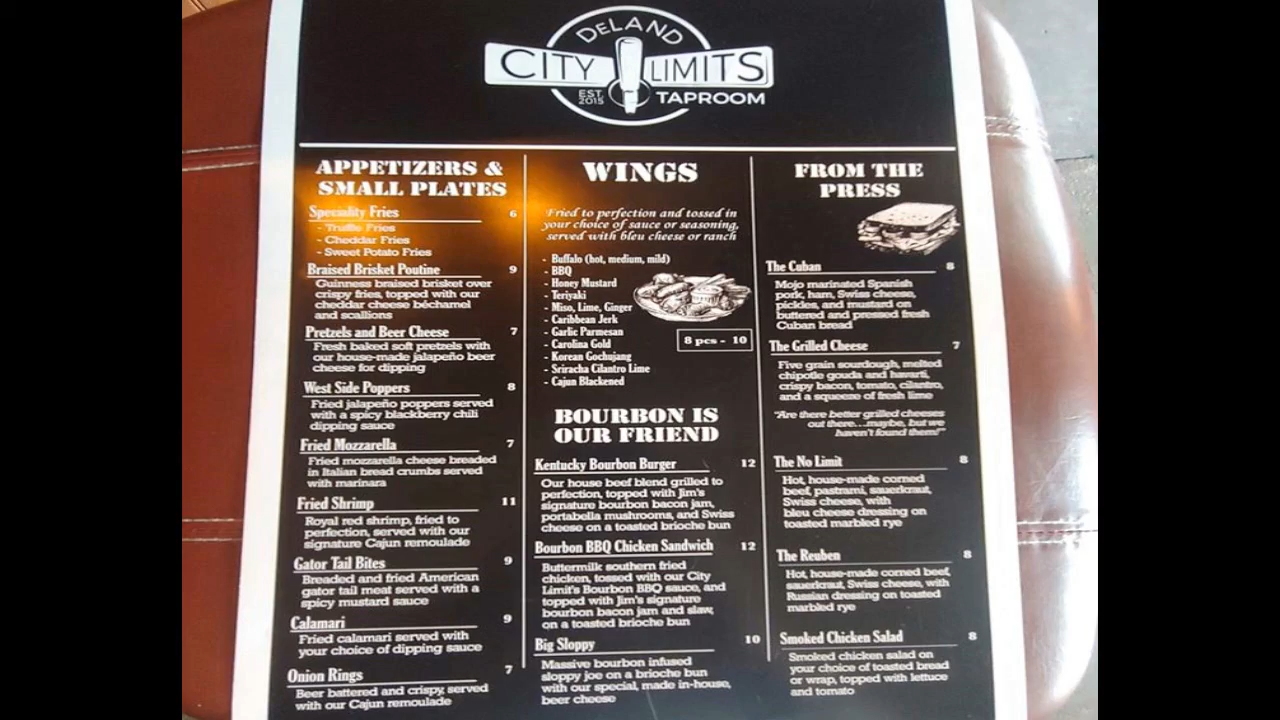 DELAND
CITY LIMITS
EST. 2015 TAPROOM
APPETIZERS &
SMALL PLATES
Speciality Fries 6
- Truffle Fries
- Cheddar Fries
- Sweet Potato Fries
Braised Brisket Poutine 9
Guinness braised brisket over
crispy fries, topped with our
cheddar cheese béchamel
and scallions
Pretzels and Beer Cheese 7
Fresh baked soft pretzels with
our house-made jalapeño beer
cheese for dipping
West Side Poppers 8
Fried jalapeño poppers served
with a spicy blackberry chili
dipping sauce
Fried Mozzarella 7
Fried mozzarella cheese breaded
in Italian bread crumbs served
with marinara
Fried Shrimp 11
Royal red shrimp, fried to
perfection, served with our
signature Cajun remoulade
Gator Tail Bites 9
Breaded and fried American
gator tail meat served with a
spicy mustard sauce
Calamari 9
Fried calamari served with
your choice of dipping sauce
Onion Rings 7
Beer battered and crispy, served
with our Cajun remoulade
WINGS
Fried to perfection and tossed in
your choice of sauce or seasoning,
served with bleu cheese or ranch
- Buffalo (hot, medium, mild)
- BBQ
- Honey Mustard
- Teriyaki
- Miso, Lime, Ginger
- Caribbean Jerk
- Garlic Parmesan
- Carolina Gold
- Korean Gochujang
- Sriracha Cilantro Lime
- Cajun Blackened
8 pcs - 10
BOURBON IS
OUR FRIEND
Kentucky Bourbon Burger 12
Our house beef blend grilled to
perfection, topped with Jim's
signature bourbon bacon jam,
portabella mushrooms, and Swiss
cheese on a toasted brioche bun
Bourbon BBQ Chicken Sandwich 12
Buttermilk southern fried
chicken, tossed with our City
Limit's Bourbon BBQ sauce, and
topped with Jim's signature
bourbon bacon jam and slaw,
on a toasted brioche bun
Big Sloppy 10
Massive bourbon infused
sloppy joe on a brioche bun
with our special, made in-house,
beer cheese
FROM THE
PRESS
The Cuban 8
Mojo marinated Spanish
pork, ham, Swiss cheese,
pickles, and mustard on
buttered and pressed fresh
Cuban bread
The Grilled Cheese 7
Five grain sourdough, melted
chipotle gouda and havarti,
crispy bacon, tomato, cilantro,
and a squeeze of fresh lime
"Are there better grilled cheeses
out there...maybe, but we
haven't found them!"
The No Limit 8
Hot, house-made corned
beef, pastrami, sauerkraut,
Swiss cheese, with
bleu cheese dressing on
toasted marbled rye
The Reuben 8
Hot, house-made corned beef,
sauerkraut, Swiss cheese, with
Russian dressing on toasted
marbled rye
Smoked Chicken Salad 8
Smoked chicken salad on
your choice of toasted bread
or wrap, topped with lettuce
and tomato